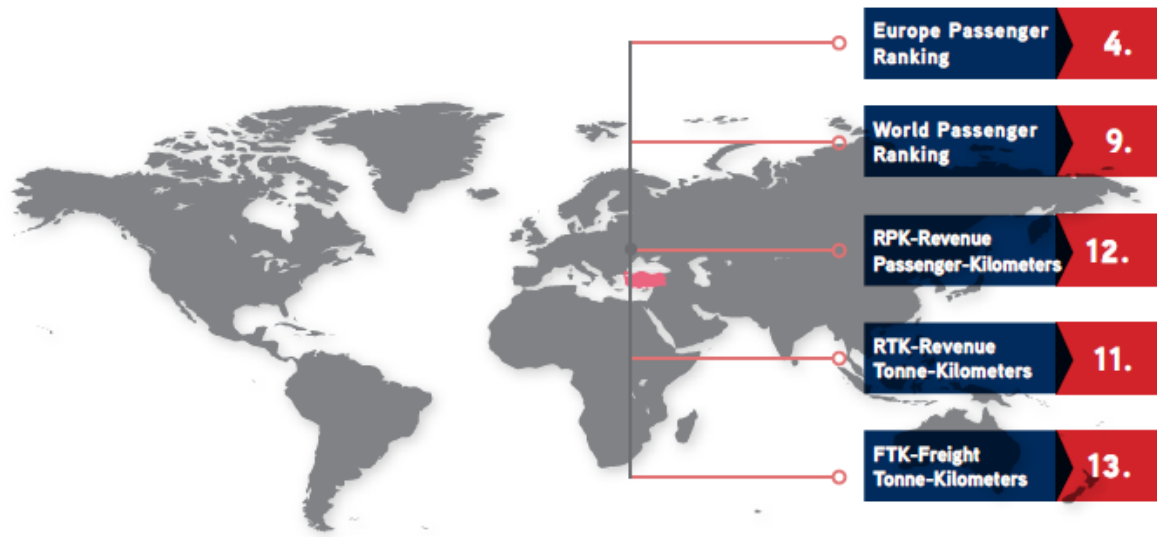 Europe Passenger
Ranking
4.
World Passenger
Ranking
9.
RPK-Revenue
Passenger-Kilometers
12.
RTK-Revenue
Tonne-Kilometers
11.
FTK-Freight
Tonne-Kilometers
13.